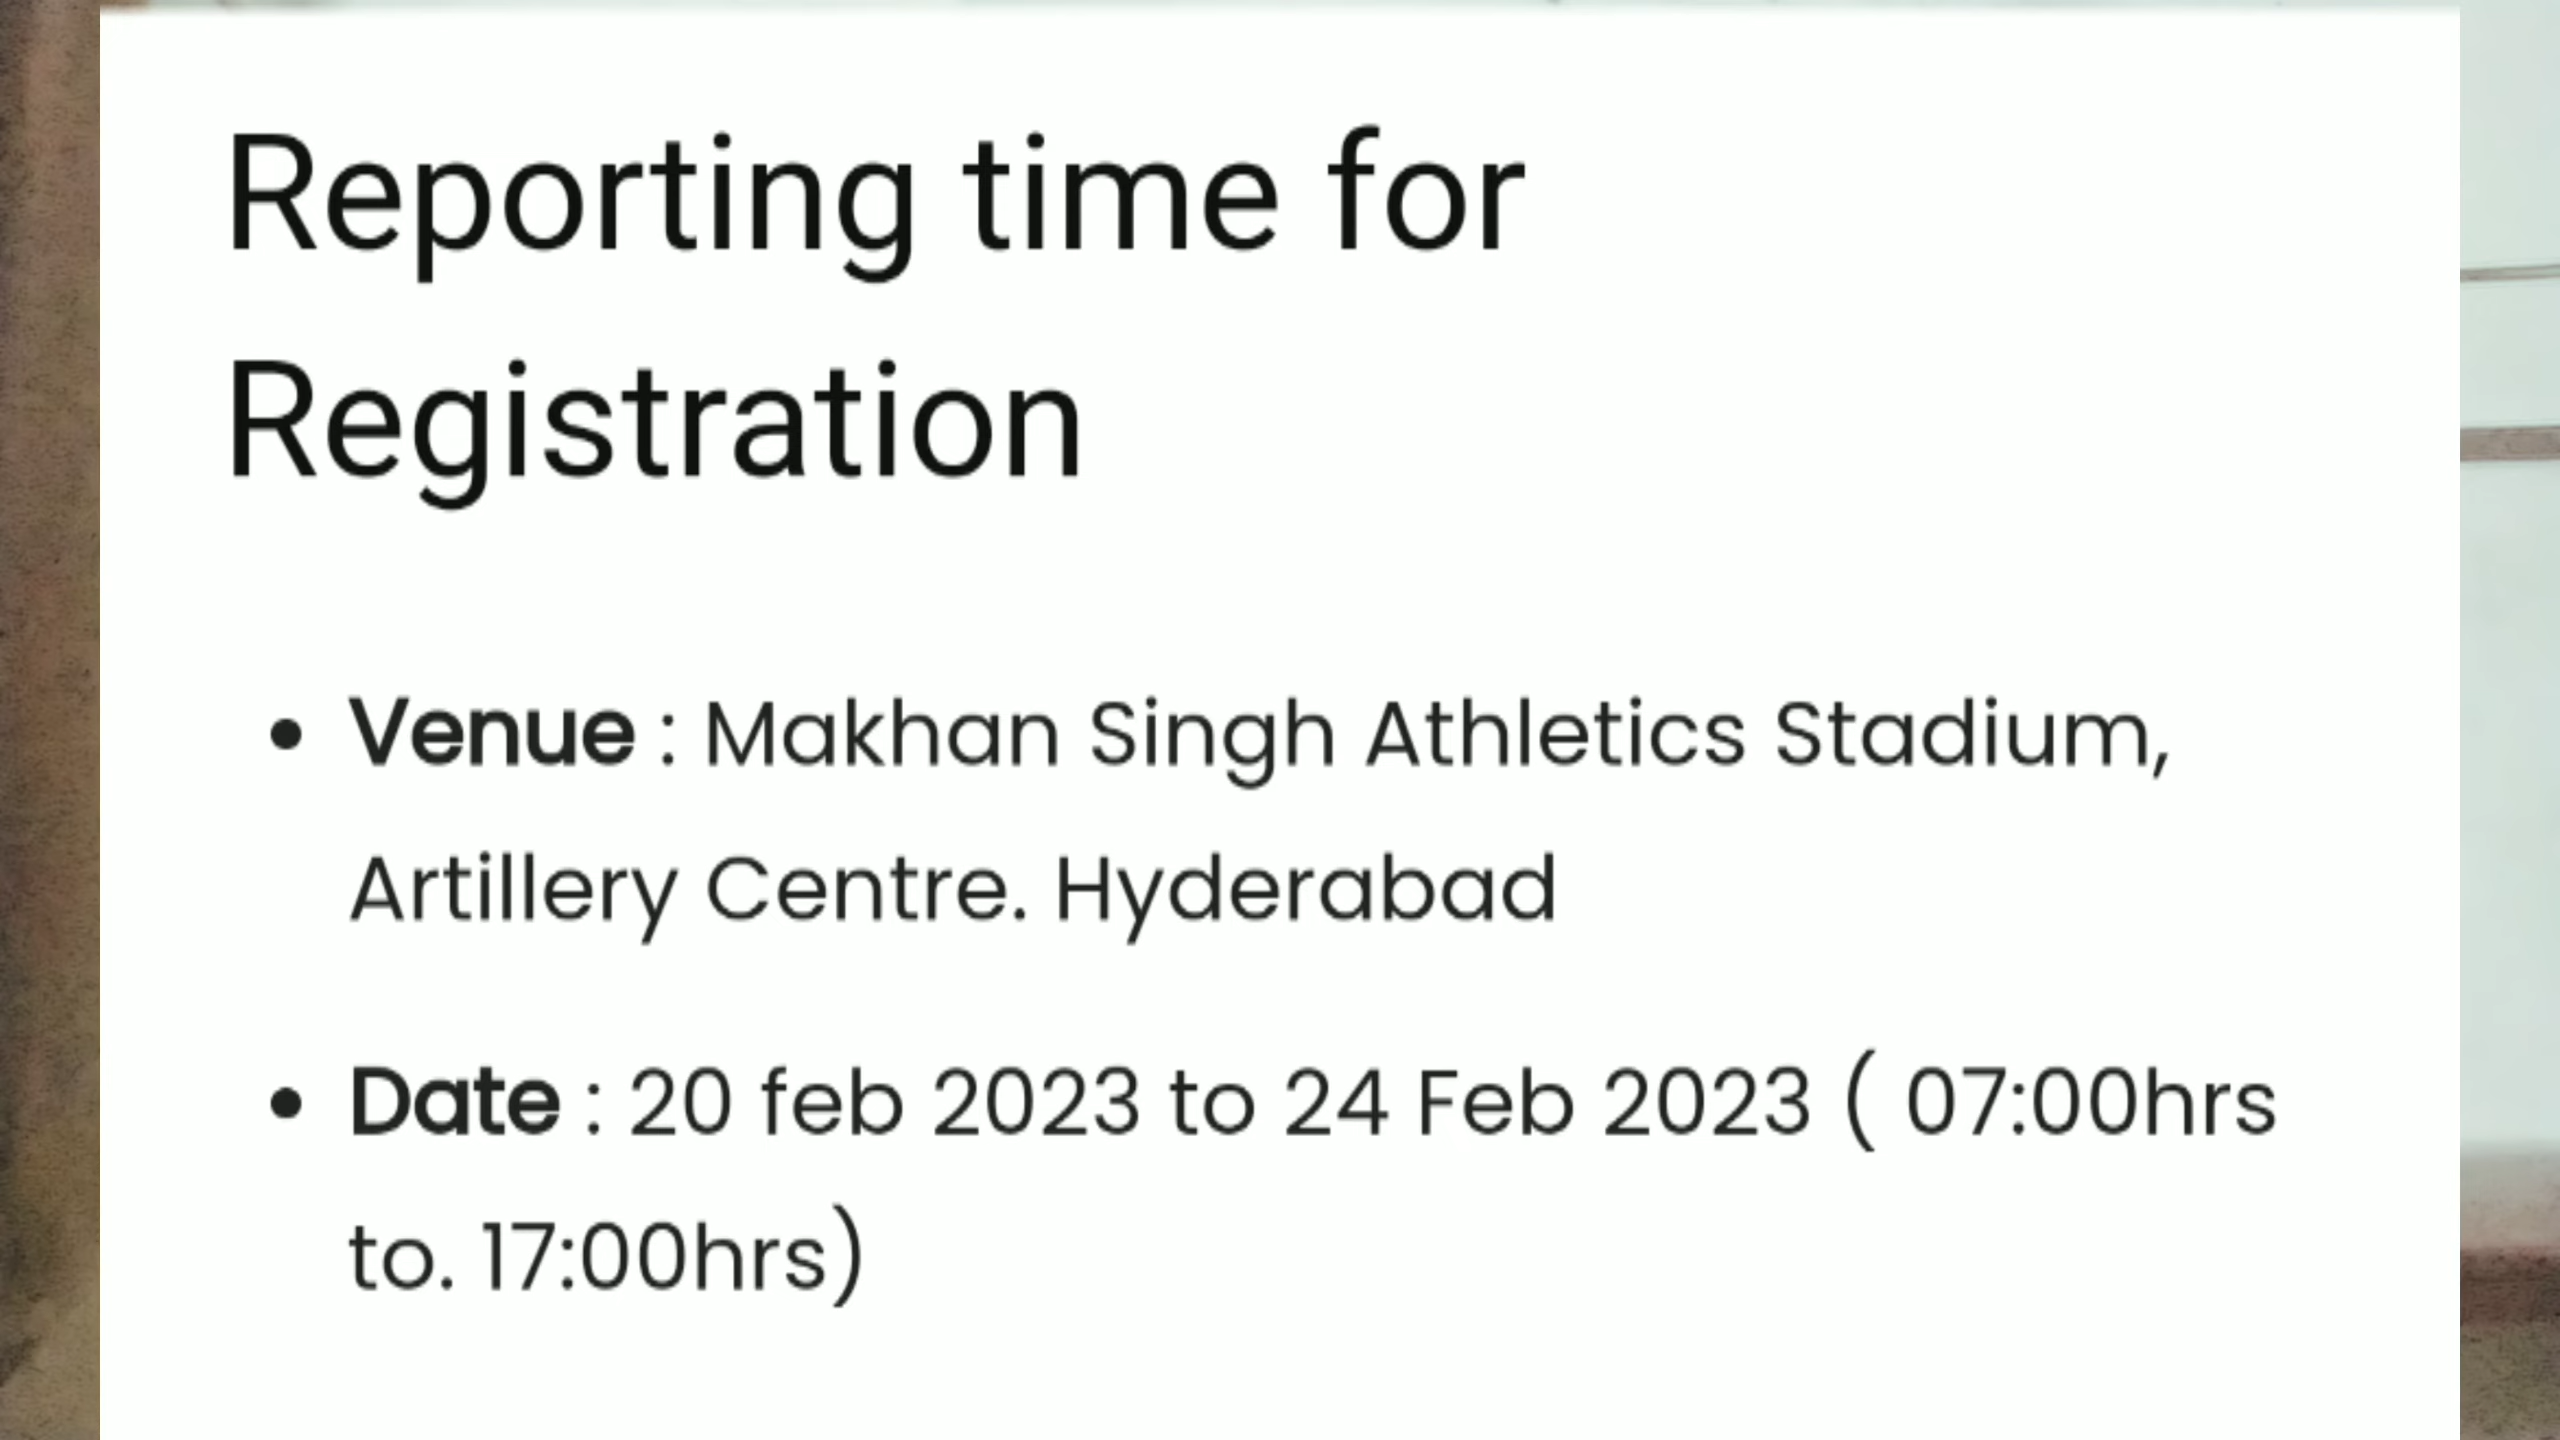 Reporting time for
Registration
• Venue : Makhan Singh Athletics Stadium,
Artillery Centre. Hyderabad
• Date : 20 feb 2023 to 24 Feb 2023 ( 07:00hrs
to. 17:00hrs)